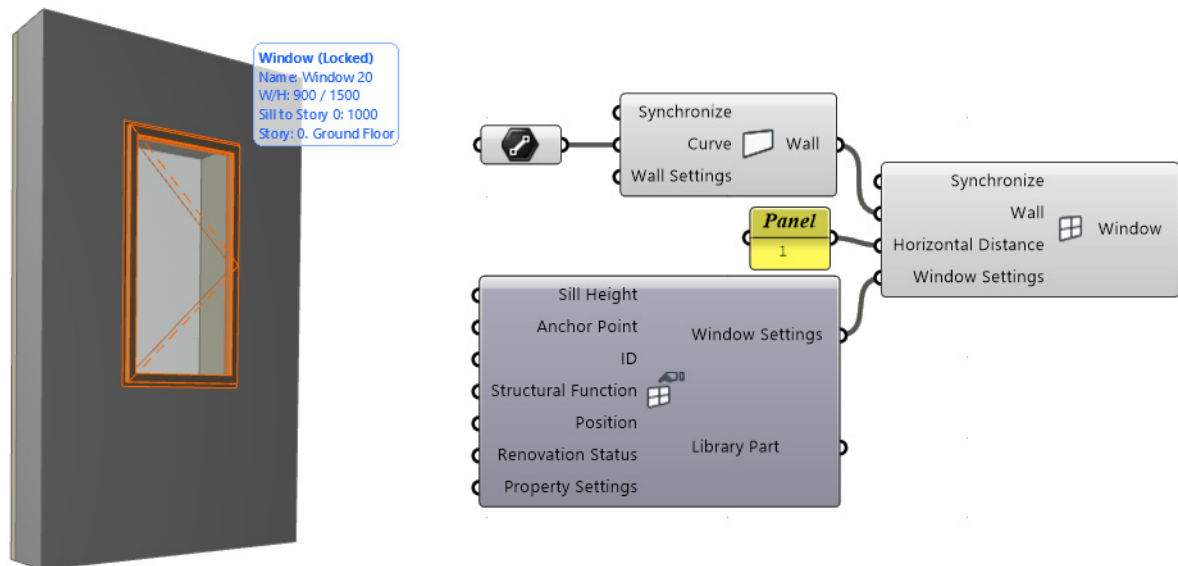 Window (Locked)
Name: Window 20
W/H: 900 / 1500
Sill to Story 0: 1000
Story: 0. Ground Floor
Synchronize
Curve
Wall
Wall Settings
Panel
1
Synchronize
Wall
Horizontal Distance
Window
Window Settings
Sill Height
Anchor Point
Window Settings
ID
Structural Function
Position
Library Part
Renovation Status
Property Settings